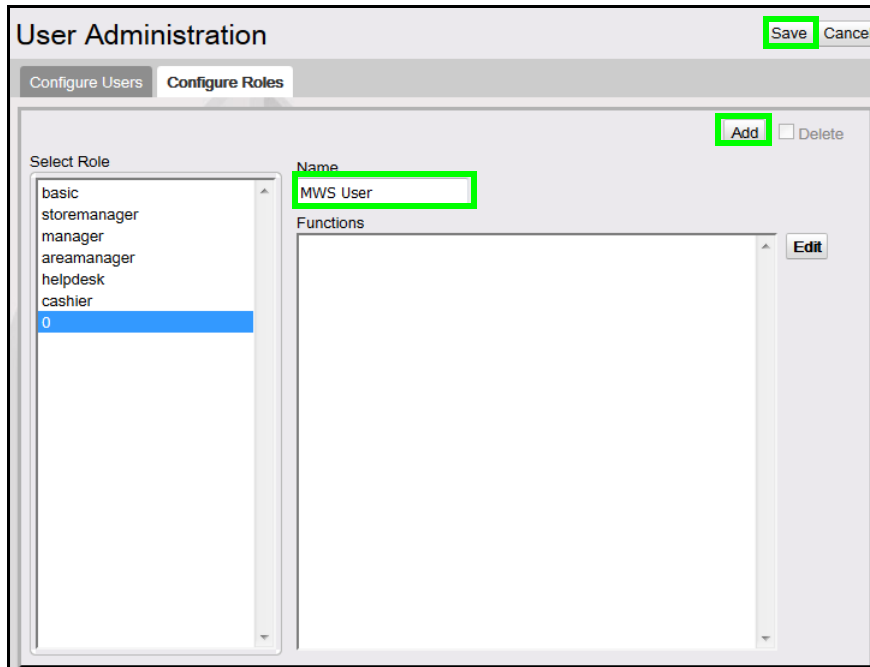 User Administration
Save Cancel
Configure Users Configure Roles
Add Delete
Select Role
Name
basic
MWS User
storemanager
Functions
manager
Edit
areamanager
helpdesk
cashier
0